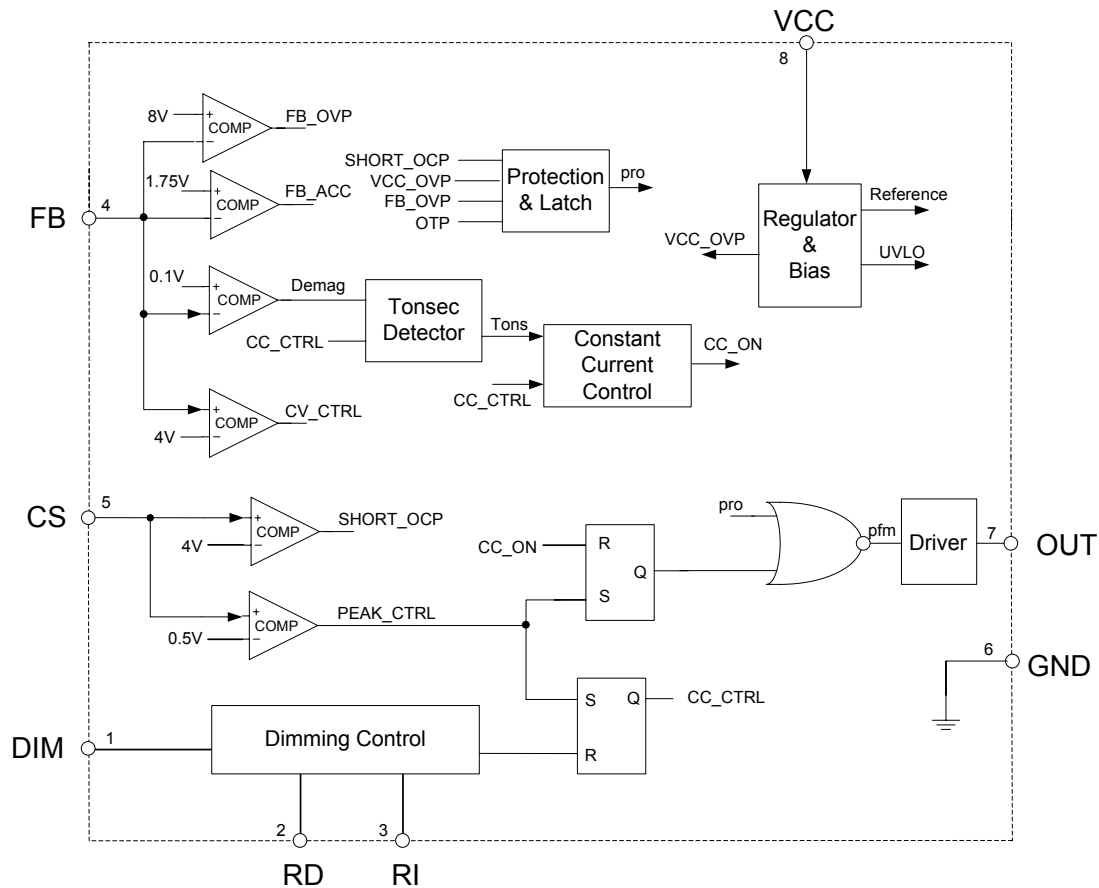 VCC
8
8V
+
−
COMP
FB_OVP
1.75V
+
−
COMP
FB_ACC
FB
4
0.1V
+
−
COMP
Demag
CC_CTRL
Tonsec
Detector
Tons
CC_CTRL
Constant
Current
Control
CC_ON
+
−
COMP
4V
CV_CTRL
SHORT_OCP
VCC_OVP
FB_OVP
OTP
Protection
& Latch
pro
VCC_OVP
Regulator
&
Bias
Reference
UVLO
CS
5
+
−
COMP
4V
SHORT_OCP
+
−
COMP
0.5V
PEAK_CTRL
CC_ON
R
S
Q
pro
pfm
Driver
7
OUT
6
GND
S
R
Q
CC_CTRL
DIM
1
Dimming Control
2
3
RD
RI